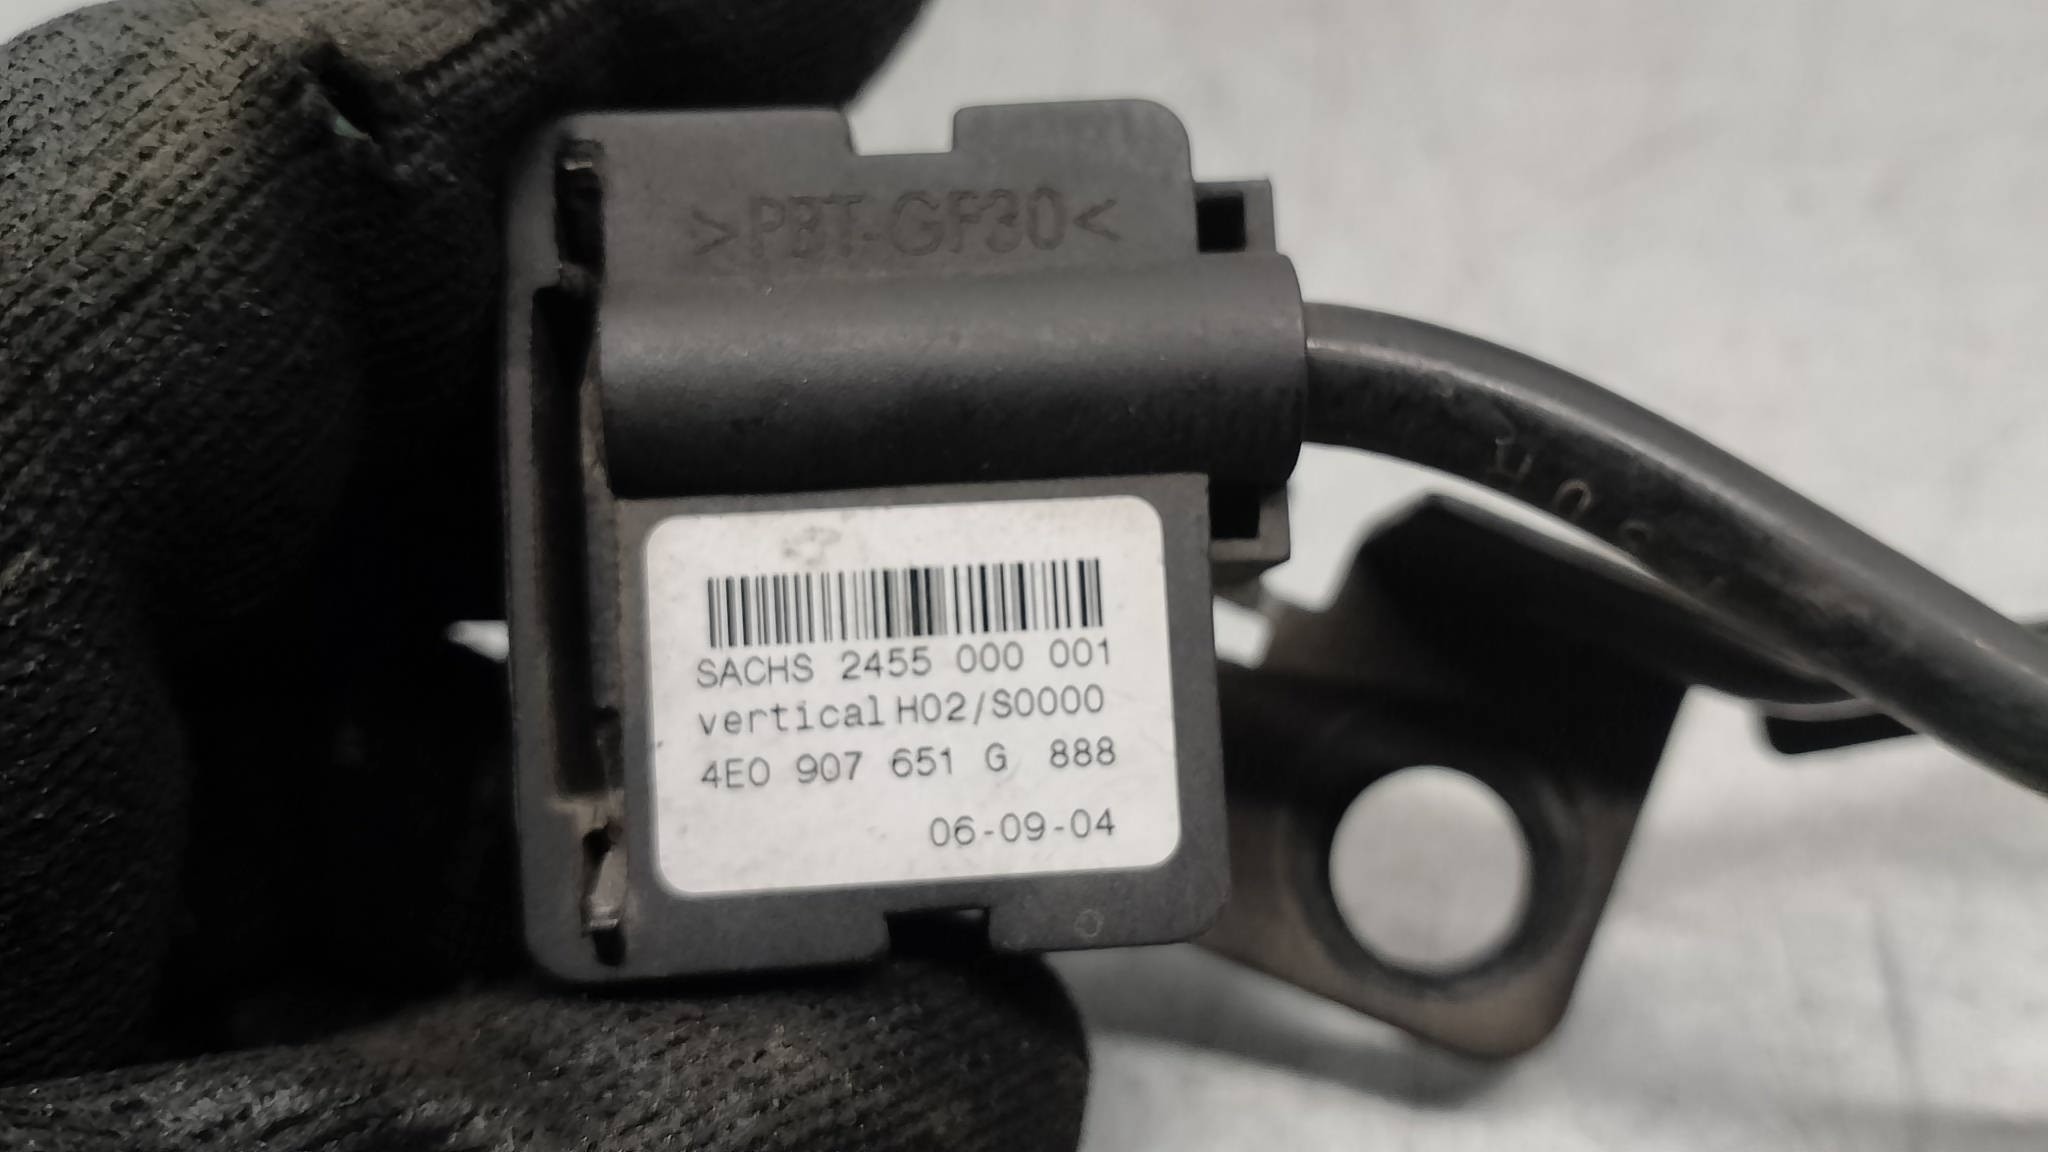 >PBT-GF30<
SACHS 2455 000 001
vertical H02/S0000
4E0 907 651 G 888
06-09-04